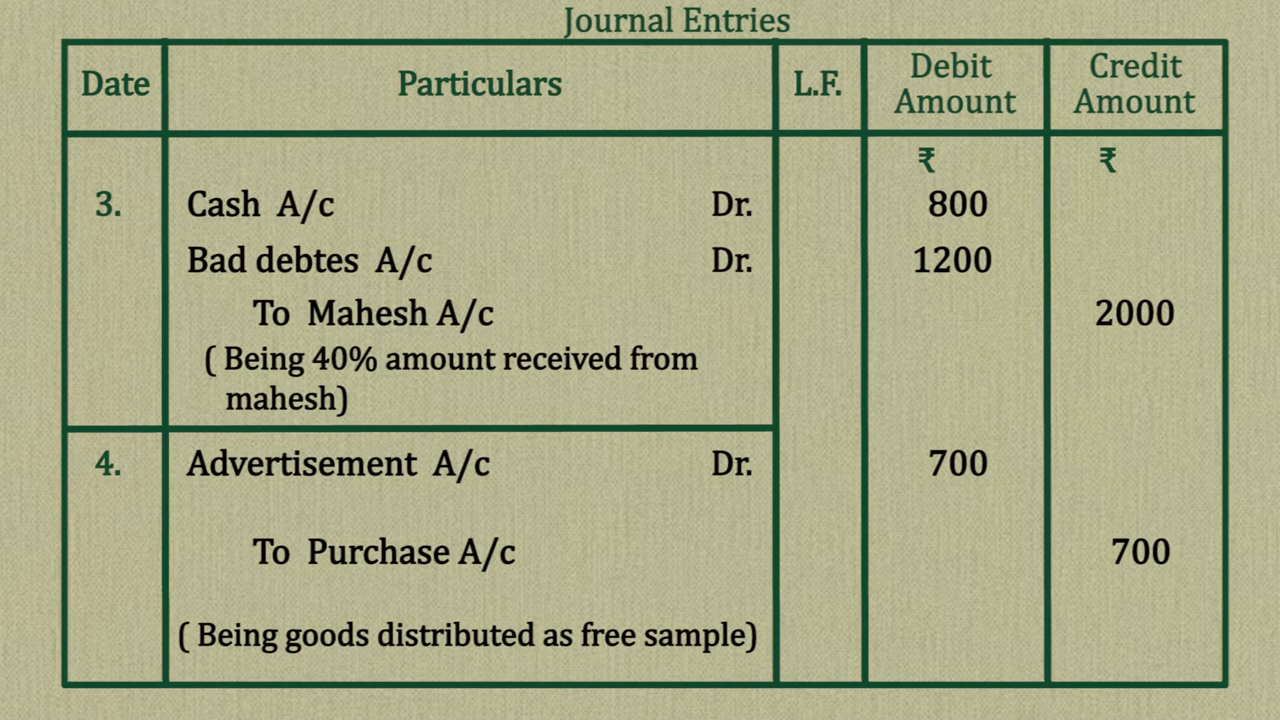 Journal Entries
Date Particulars L.F. Debit Amount Credit Amount
₹ ₹
3. Cash A/c Dr. 800
Bad debtes A/c Dr. 1200
To Mahesh A/c 2000
( Being 40% amount received from
mahesh)
4. Advertisement A/c Dr. 700
To Purchase A/c 700
( Being goods distributed as free sample)